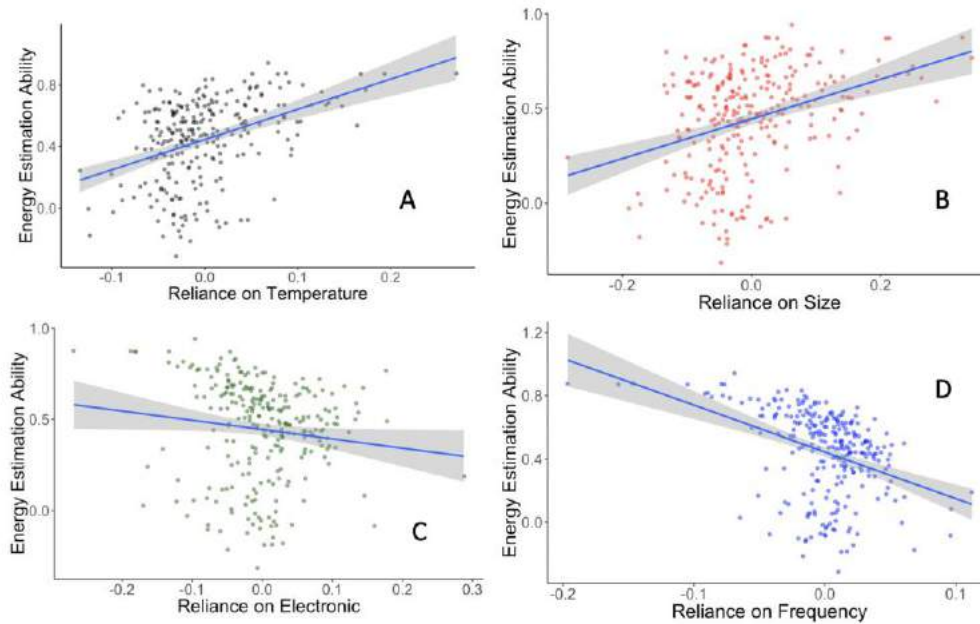 Energy Estimation Ability
0.8
0.4
0.0
A
-0.1
0.0
0.1
0.2
Reliance on Temperature
Energy Estimation Ability
1.0
0.5
0.0
B
-0.2
0.0
0.2
Reliance on Size
Energy Estimation Ability
1.0
0.5
0.0
C
-0.2
-0.1
0.0
0.1
0.2
0.3
Reliance on Electronic
Energy Estimation Ability
1.2
0.8
0.4
0.0
D
-0.2
-0.1
0.0
0.1
Reliance on Frequency